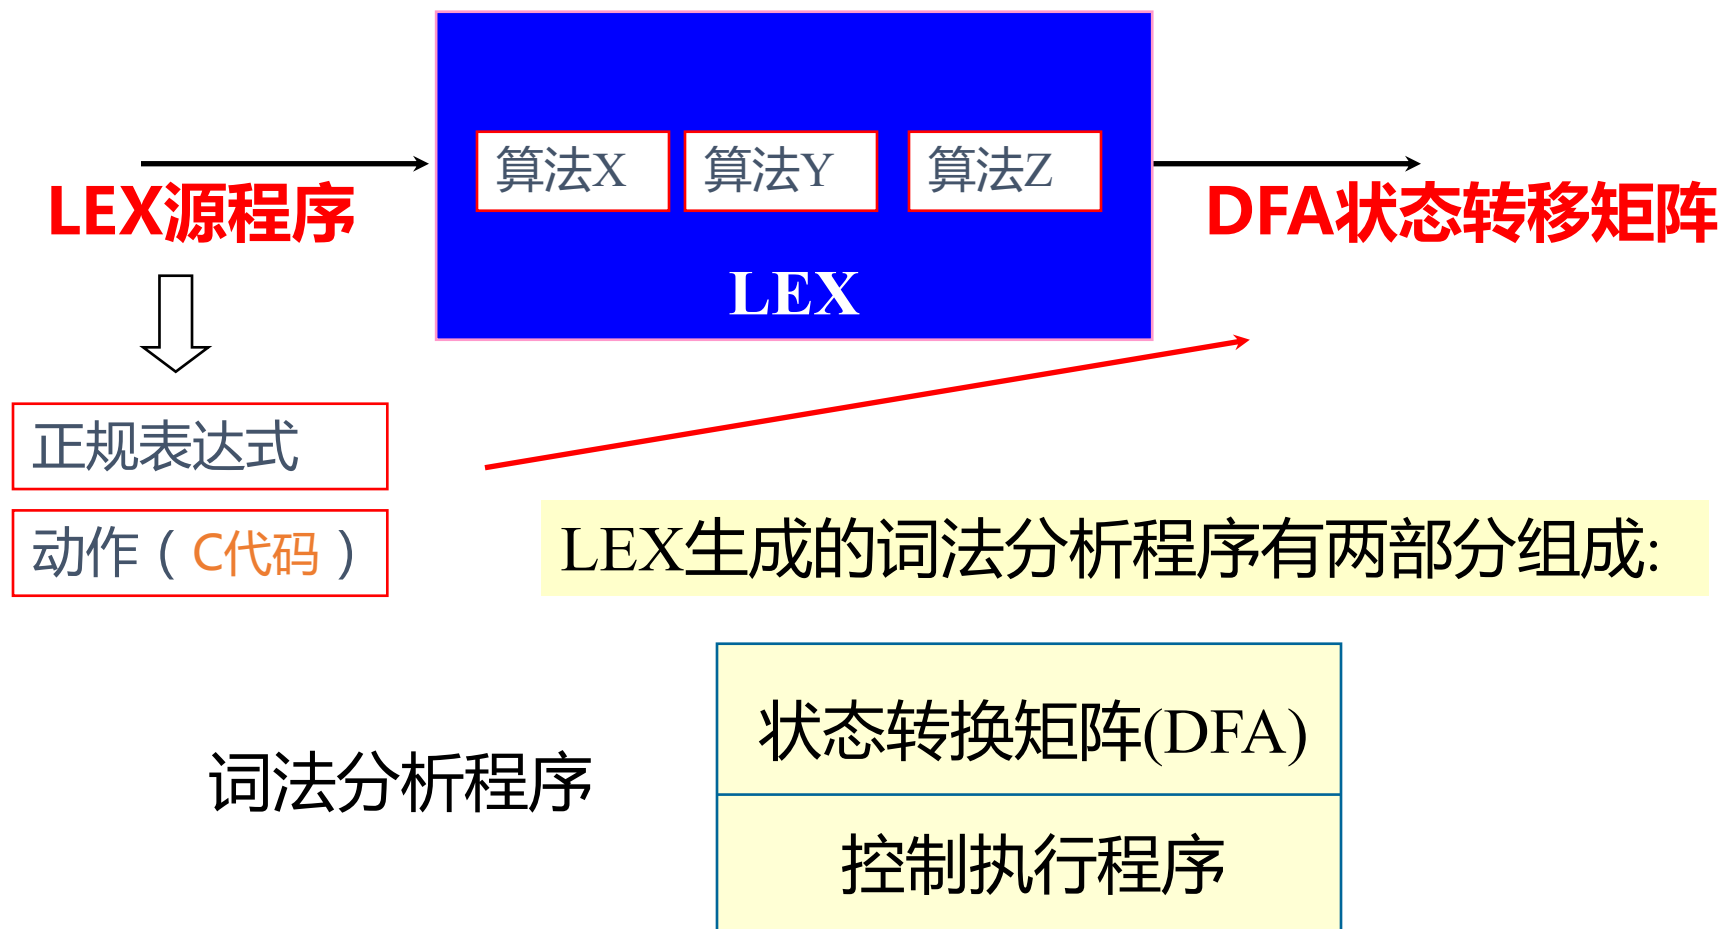 算法X 算法Y 算法Z
LEX源程序
DFA状态转移矩阵
LEX
正规表达式
动作（C代码）
LEX生成的词法分析程序有两部分组成:
状态转换矩阵(DFA)
词法分析程序
控制执行程序